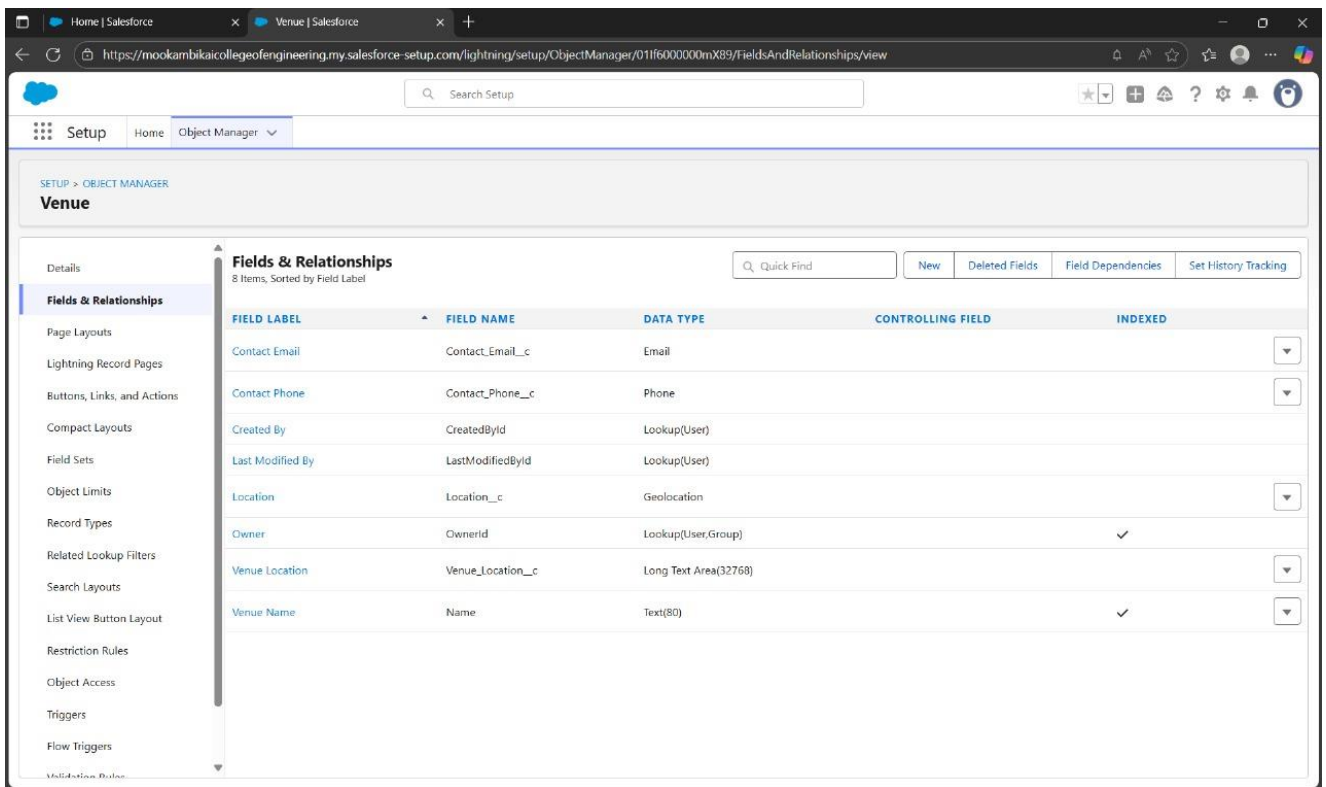 Home | Salesforce
Venue | Salesforce
https://mookambikaicollegeofengineering.my.salesforce-setup.com/lightning/setup/ObjectManager/01If6000000mX89/FieldsAndRelationships/view
Search Setup
Setup Home Object Manager
SETUP > OBJECT MANAGER
Venue
Details
Fields & Relationships
Page Layouts
Lightning Record Pages
Buttons, Links, and Actions
Compact Layouts
Field Sets
Object Limits
Record Types
Related Lookup Filters
Search Layouts
List View Button Layout
Restriction Rules
Object Access
Triggers
Flow Triggers
Validation Rules
Fields & Relationships
8 Items, Sorted by Field Label
Quick Find
New Deleted Fields Field Dependencies Set History Tracking
FIELD LABEL FIELD NAME DATA TYPE CONTROLLING FIELD INDEXED
Contact Email Contact_Email__c Email
Contact Phone Contact_Phone__c Phone
Created By CreatedById Lookup(User)
Last Modified By LastModifiedById Lookup(User)
Location Location__c Geolocation
Owner OwnerId Lookup(User,Group)
Venue Location Venue_Location__c Long Text Area(32768)
Venue Name Name Text(80)